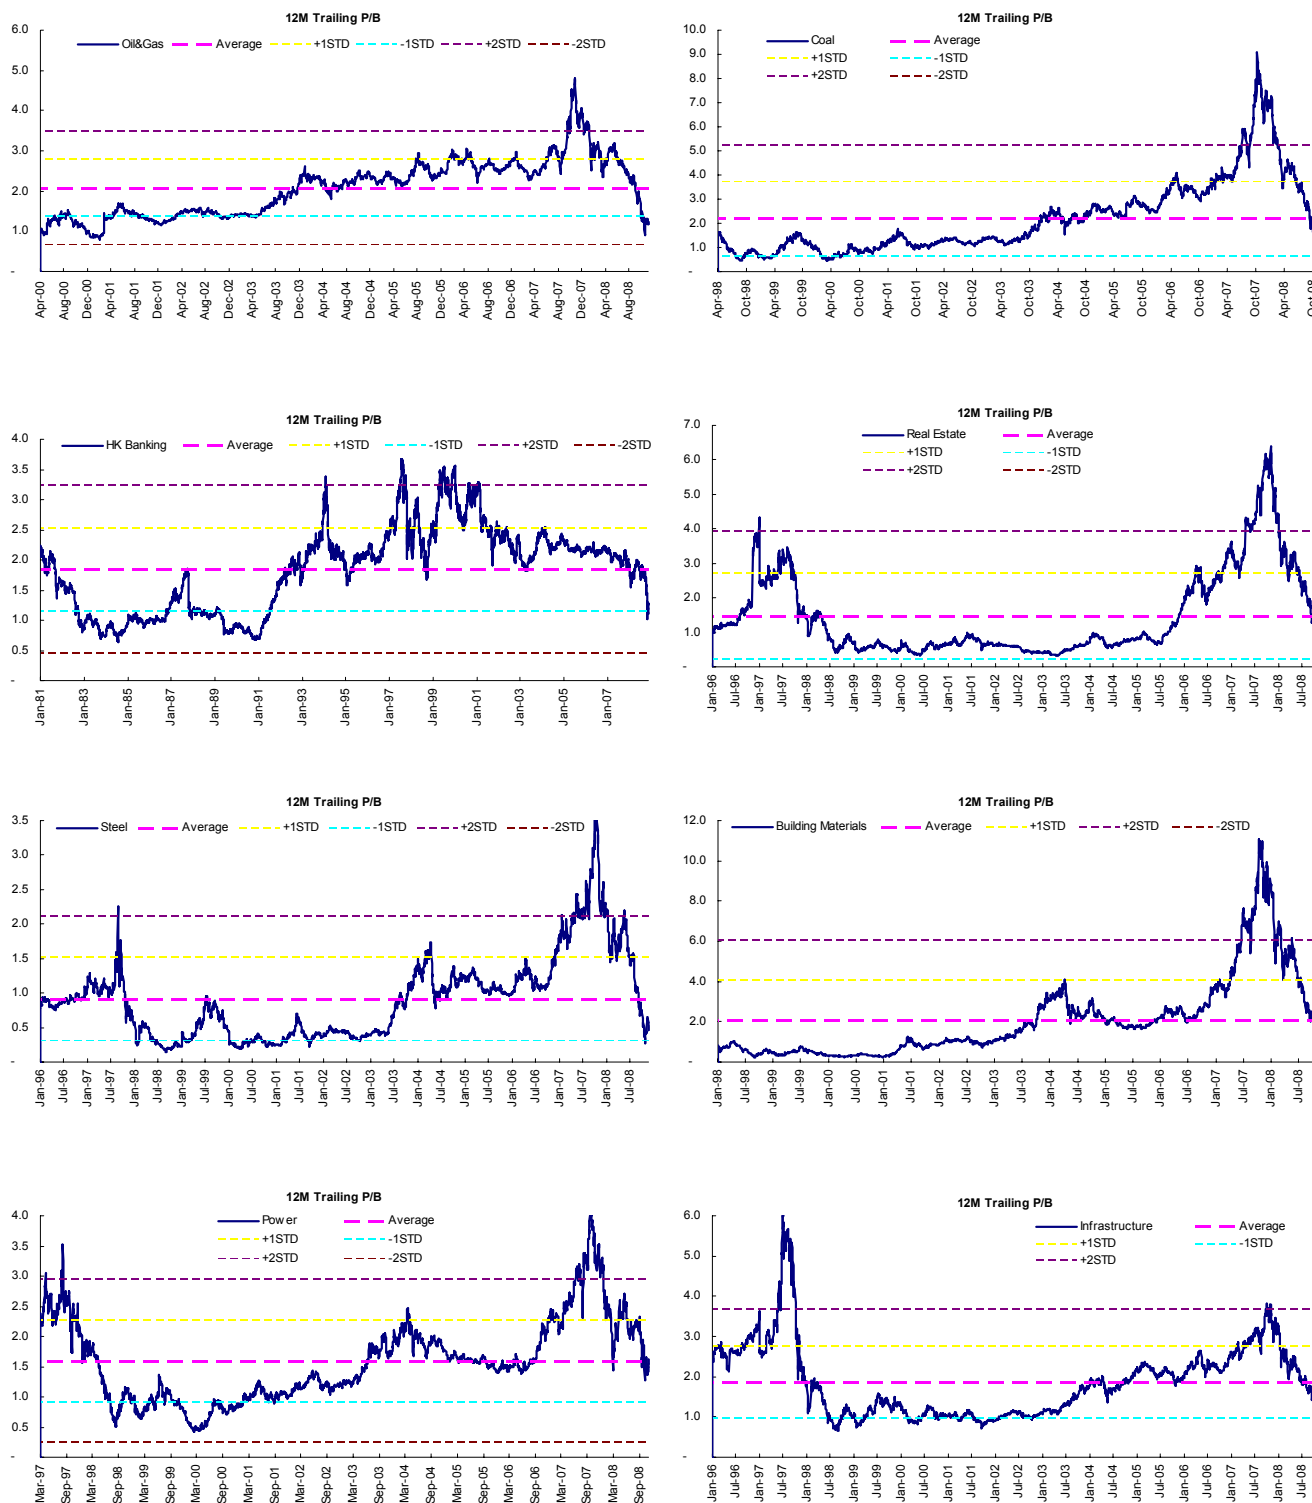 12M Trailing P/B
6.0
5.0
4.0
3.0
2.0
1.0
-
Oil&Gas Average +1STD -1STD +2STD -2STD
Apr-00 Aug-00 Dec-00 Apr-01 Aug-01 Dec-01 Apr-02 Aug-02 Dec-02 Apr-03 Aug-03 Dec-03 Apr-04 Aug-04 Dec-04 Apr-05 Aug-05 Dec-05 Apr-06 Aug-06 Dec-06 Apr-07 Aug-07 Dec-07 Apr-08 Aug-08
12M Trailing P/B
10.0
9.0
8.0
7.0
6.0
5.0
4.0
3.0
2.0
1.0
-
Coal Average
+1STD -1STD
+2STD -2STD
Apr-98 Oct-98 Apr-99 Oct-99 Apr-00 Oct-00 Apr-01 Oct-01 Apr-02 Oct-02 Apr-03 Oct-03 Apr-04 Oct-04 Apr-05 Oct-05 Apr-06 Oct-06 Apr-07 Oct-07 Apr-08 Oct-08
12M Trailing P/B
4.0
3.5
3.0
2.5
2.0
1.5
1.0
0.5
-
HK Banking Average +1STD -1STD +2STD -2STD
Jan-81 Jan-83 Jan-85 Jan-87 Jan-89 Jan-91 Jan-93 Jan-95 Jan-97 Jan-99 Jan-01 Jan-03 Jan-05 Jan-07
12M Trailing P/B
7.0
6.0
5.0
4.0
3.0
2.0
1.0
-
Real Estate Average
+1STD -1STD
+2STD -2STD
Jan-96 Jul-96 Jan-97 Jul-97 Jan-98 Jul-98 Jan-99 Jul-99 Jan-00 Jul-00 Jan-01 Jul-01 Jan-02 Jul-02 Jan-03 Jul-03 Jan-04 Jul-04 Jan-05 Jul-05 Jan-06 Jul-06 Jan-07 Jul-07 Jan-08 Jul-08
12M Trailing P/B
3.5
3.0
2.5
2.0
1.5
1.0
0.5
-
Steel Average +1STD -1STD +2STD -2STD
Jan-96 Jul-96 Jan-97 Jul-97 Jan-98 Jul-98 Jan-99 Jul-99 Jan-00 Jul-00 Jan-01 Jul-01 Jan-02 Jul-02 Jan-03 Jul-03 Jan-04 Jul-04 Jan-05 Jul-05 Jan-06 Jul-06 Jan-07 Jul-07 Jan-08 Jul-08
12M Trailing P/B
12.0
10.0
8.0
6.0
4.0
2.0
-
Building Materials Average +1STD +2STD -2STD
Jan-98 Jul-98 Jan-99 Jul-99 Jan-00 Jul-00 Jan-01 Jul-01 Jan-02 Jul-02 Jan-03 Jul-03 Jan-04 Jul-04 Jan-05 Jul-05 Jan-06 Jul-06 Jan-07 Jul-07 Jan-08 Jul-08
12M Trailing P/B
4.0
3.5
3.0
2.5
2.0
1.5
1.0
0.5
-
Power Average
+1STD -1STD
+2STD -2STD
Mar-97 Sep-97 Mar-98 Sep-98 Mar-99 Sep-99 Mar-00 Sep-00 Mar-01 Sep-01 Mar-02 Sep-02 Mar-03 Sep-03 Mar-04 Sep-04 Mar-05 Sep-05 Mar-06 Sep-06 Mar-07 Sep-07 Mar-08 Sep-08
12M Trailing P/B
6.0
5.0
4.0
3.0
2.0
1.0
-
Infrastructure Average
+1STD -1STD
+2STD
Jan-96 Jul-96 Jan-97 Jul-97 Jan-98 Jul-98 Jan-99 Jul-99 Jan-00 Jul-00 Jan-01 Jul-01 Jan-02 Jul-02 Jan-03 Jul-03 Jan-04 Jul-04 Jan-05 Jul-05 Jan-06 Jul-06 Jan-07 Jul-07 Jan-08 Jul-08